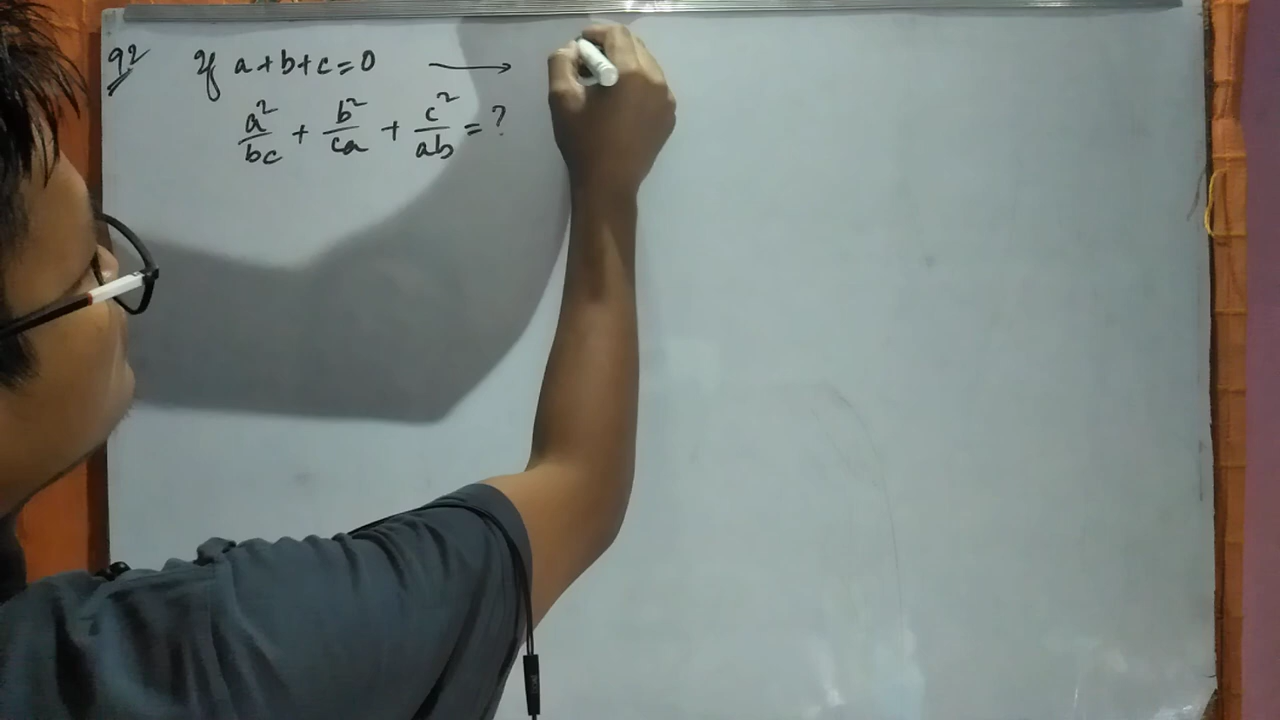 92 If a+b+c=0 →
a²/bc + b²/ca + c²/ab = ?